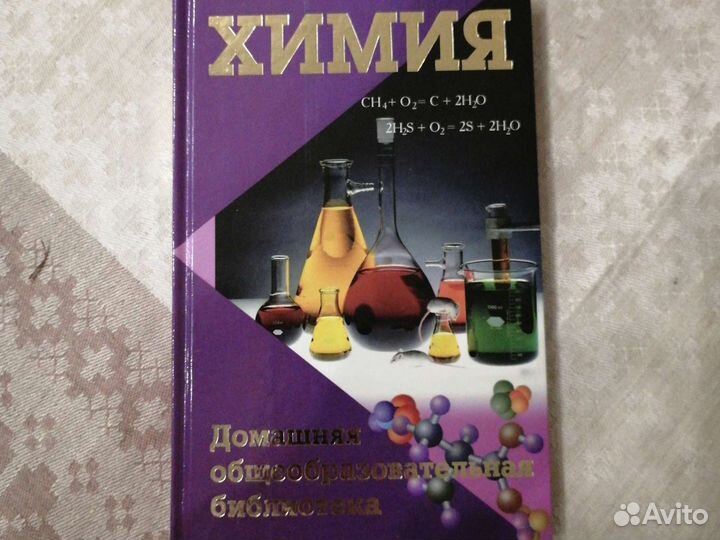 ХИМИЯ
CH₄ + O₂ = C + 2H₂O
2H₂S + O₂ = 2S + 2H₂O
Домашняя
общеобразовательная
библиотека
Avito